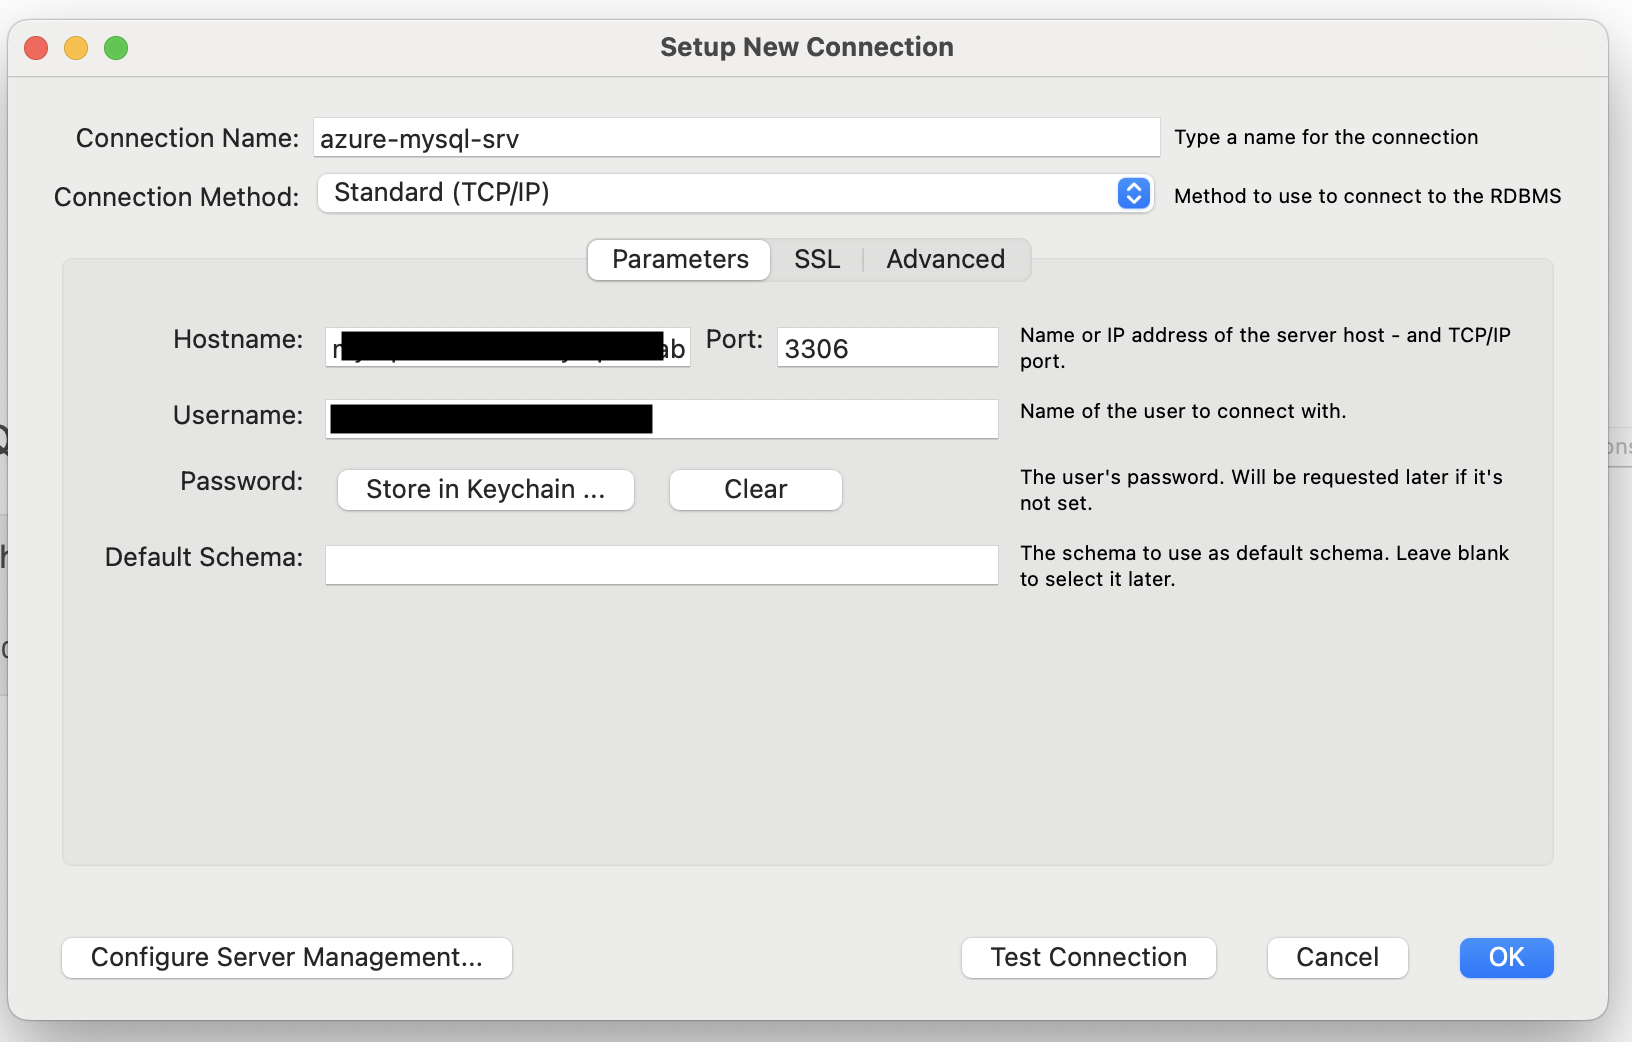 Setup New Connection
Connection Name: azure-mysql-srv Type a name for the connection
Connection Method: Standard (TCP/IP) Method to use to connect to the RDBMS
Parameters SSL Advanced
Hostname: ab Port: 3306 Name or IP address of the server host - and TCP/IP
port.
Username: Name of the user to connect with.
Password: Store in Keychain ... Clear The user's password. Will be requested later if it's
not set.
Default Schema: The schema to use as default schema. Leave blank
to select it later.
Configure Server Management... Test Connection Cancel OK